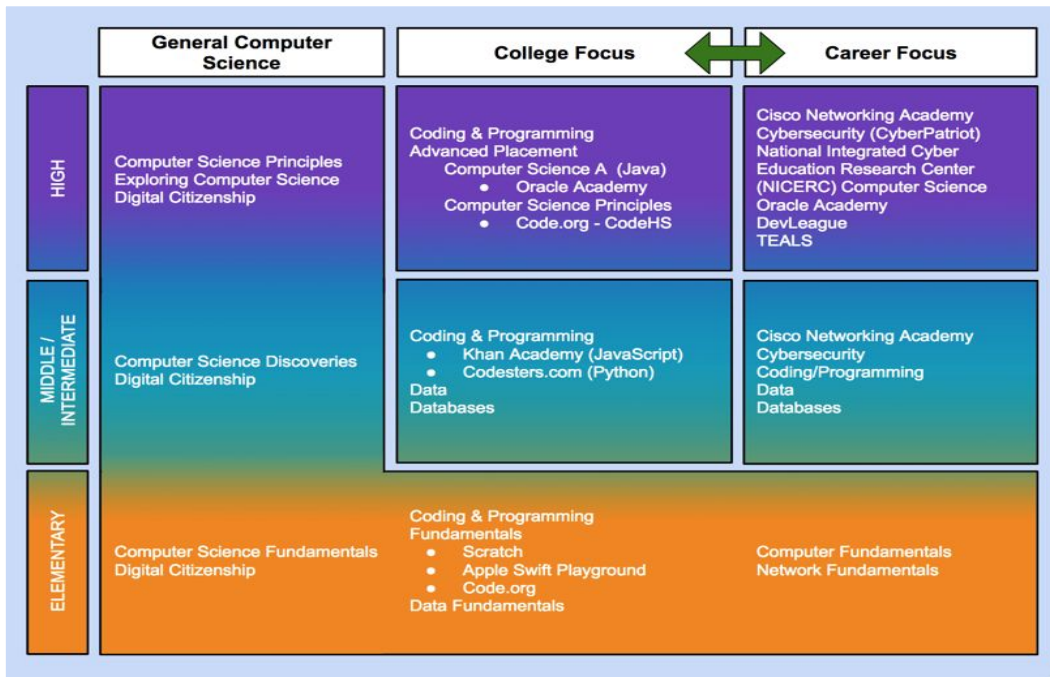 General Computer
Science
College Focus
Career Focus
HIGH
Computer Science Principles
Exploring Computer Science
Digital Citizenship
Coding & Programming
Advanced Placement
Computer Science A (Java)
● Oracle Academy
Computer Science Principles
● Code.org - CodeHS
Cisco Networking Academy
Cybersecurity (CyberPatriot)
National Integrated Cyber
Education Research Center
(NICERC) Computer Science
Oracle Academy
DevLeague
TEALS
MIDDLE /
INTERMEDIATE
Computer Science Discoveries
Digital Citizenship
Coding & Programming
● Khan Academy (JavaScript)
● Codesters.com (Python)
Data
Databases
Cisco Networking Academy
Cybersecurity
Coding/Programming
Data
Databases
ELEMENTARY
Computer Science Fundamentals
Digital Citizenship
Coding & Programming
Fundamentals
● Scratch
● Apple Swift Playground
● Code.org
Data Fundamentals
Computer Fundamentals
Network Fundamentals